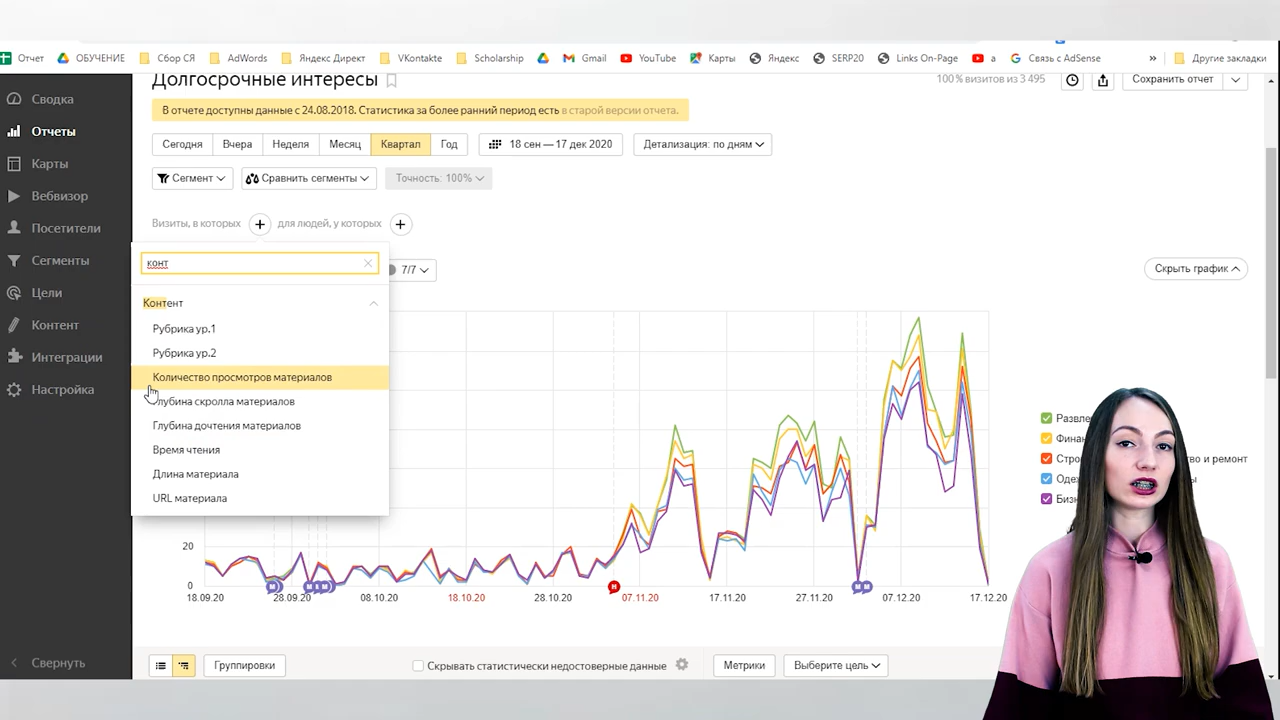 Отчет ОБУЧЕНИЕ Сбор СЯ AdWords Яндекс Директ VKontakte Scholarship Gmail YouTube Карты Яндекс SERP20 Links On-Page a Связь с AdSense » Другие закладки
Долгосрочные интересы
100 % визитов из 3 495
Сохранить отчет
В отчете доступны данные с 24.08.2018. Статистика за более ранний период есть в старой версии отчета.
Сегодня Вчера Неделя Месяц Квартал Год 18 сен — 17 дек 2020 Детализация: по дням
Сегмент Сравнить сегменты Точность: 100%
Визиты, в которых + для людей, у которых +
Сводка
Отчеты
Карты
Вебвизор
Посетители
Сегменты
Цели
Контент
Интеграции
Настройка
Свернуть
конт
7/7
Скрыть график
Контент
Рубрика ур.1
Рубрика ур.2
Количество просмотров материалов
Глубина скролла материалов
Глубина дочтения материалов
Время чтения
Длина материала
URL материала
20
0
18.09.20 28.09.20 08.10.20 18.10.20 28.10.20 07.11.20 17.11.20 27.11.20 07.12.20 17.12.20
и ремонт
Группировки Скрывать статистически недостоверные данные Метрики Выберите цель